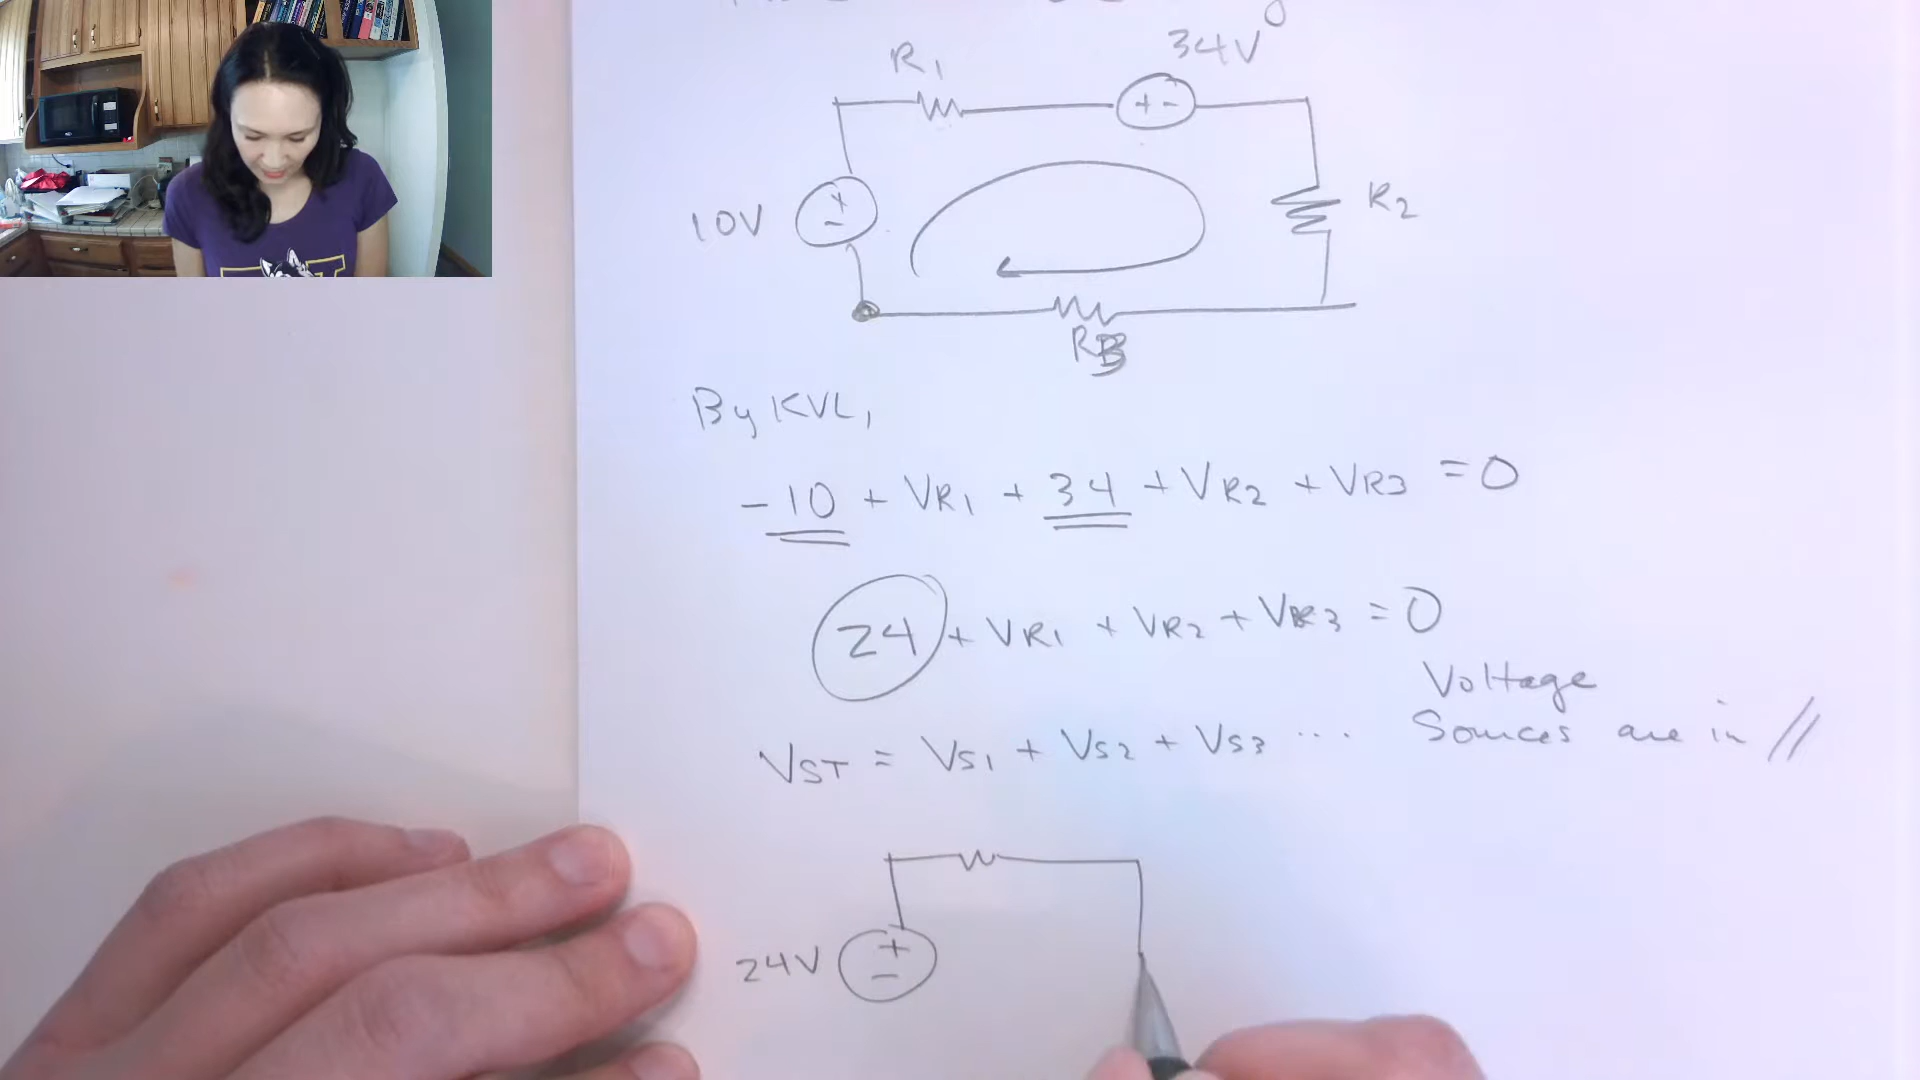 R1
34V
+ -
10V
+
-
R2
R3
By KVL,
-10 + VR1 + 34 + VR2 + VR3 = 0
24 + VR1 + VR2 + VR3 = 0
Voltage
VST = VS1 + VS2 + VS3 ... Sources are in //
24V
+
-